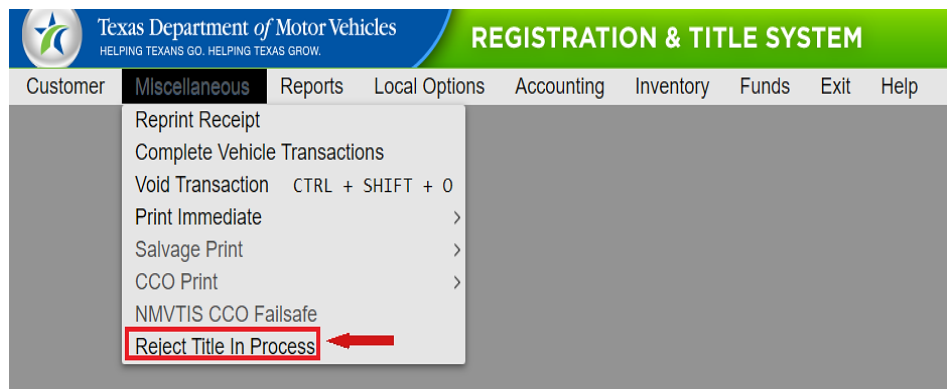 Texas Department of Motor Vehicles
HELPING TEXANS GO. HELPING TEXAS GROW.
REGISTRATION & TITLE SYSTEM
Customer Miscellaneous Reports Local Options Accounting Inventory Funds Exit Help
Reprint Receipt
Complete Vehicle Transactions
Void Transaction CTRL + SHIFT + O
Print Immediate >
Salvage Print >
CCO Print >
NMVTIS CCO Failsafe
Reject Title In Process